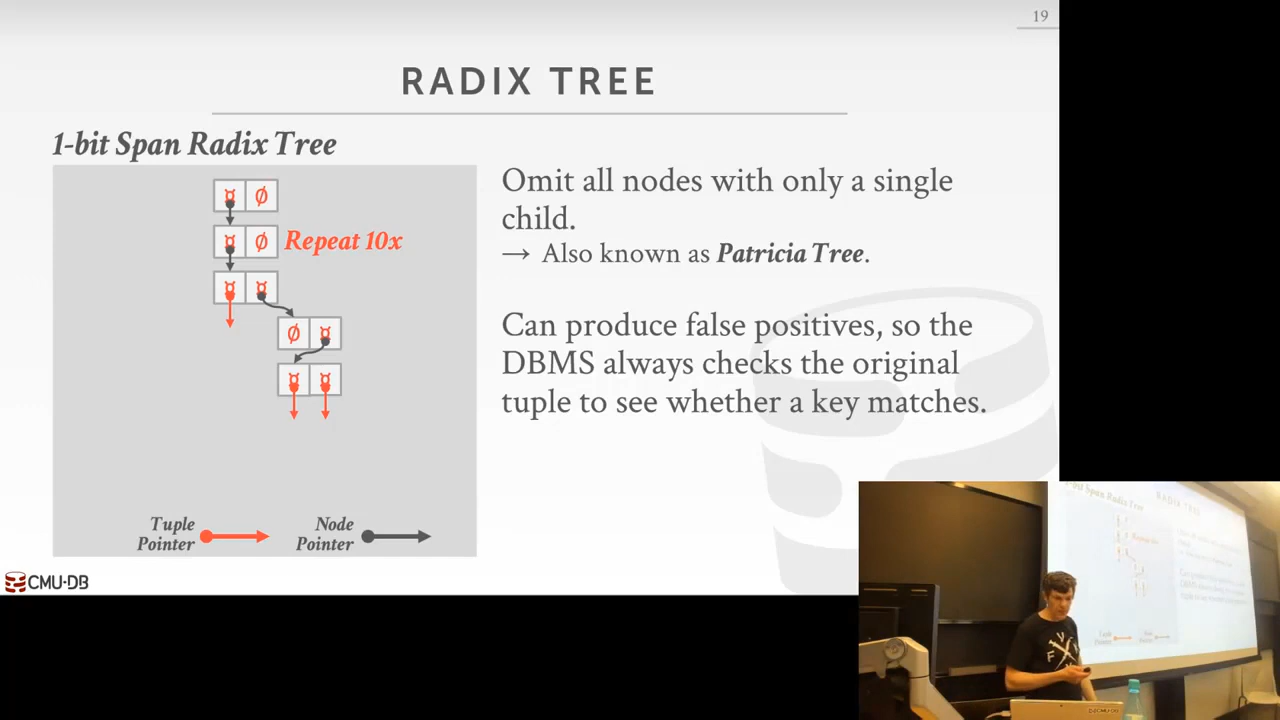 19
RADIX TREE
1-bit Span Radix Tree
¤ Ø
¤ Ø Repeat 10x
¤ ¤
Ø ¤
¤ ¤
Tuple
Pointer
Node
Pointer
Omit all nodes with only a single
child.
→ Also known as Patricia Tree.
Can produce false positives, so the
DBMS always checks the original
tuple to see whether a key matches.
CMU·DB
RADIX TREE